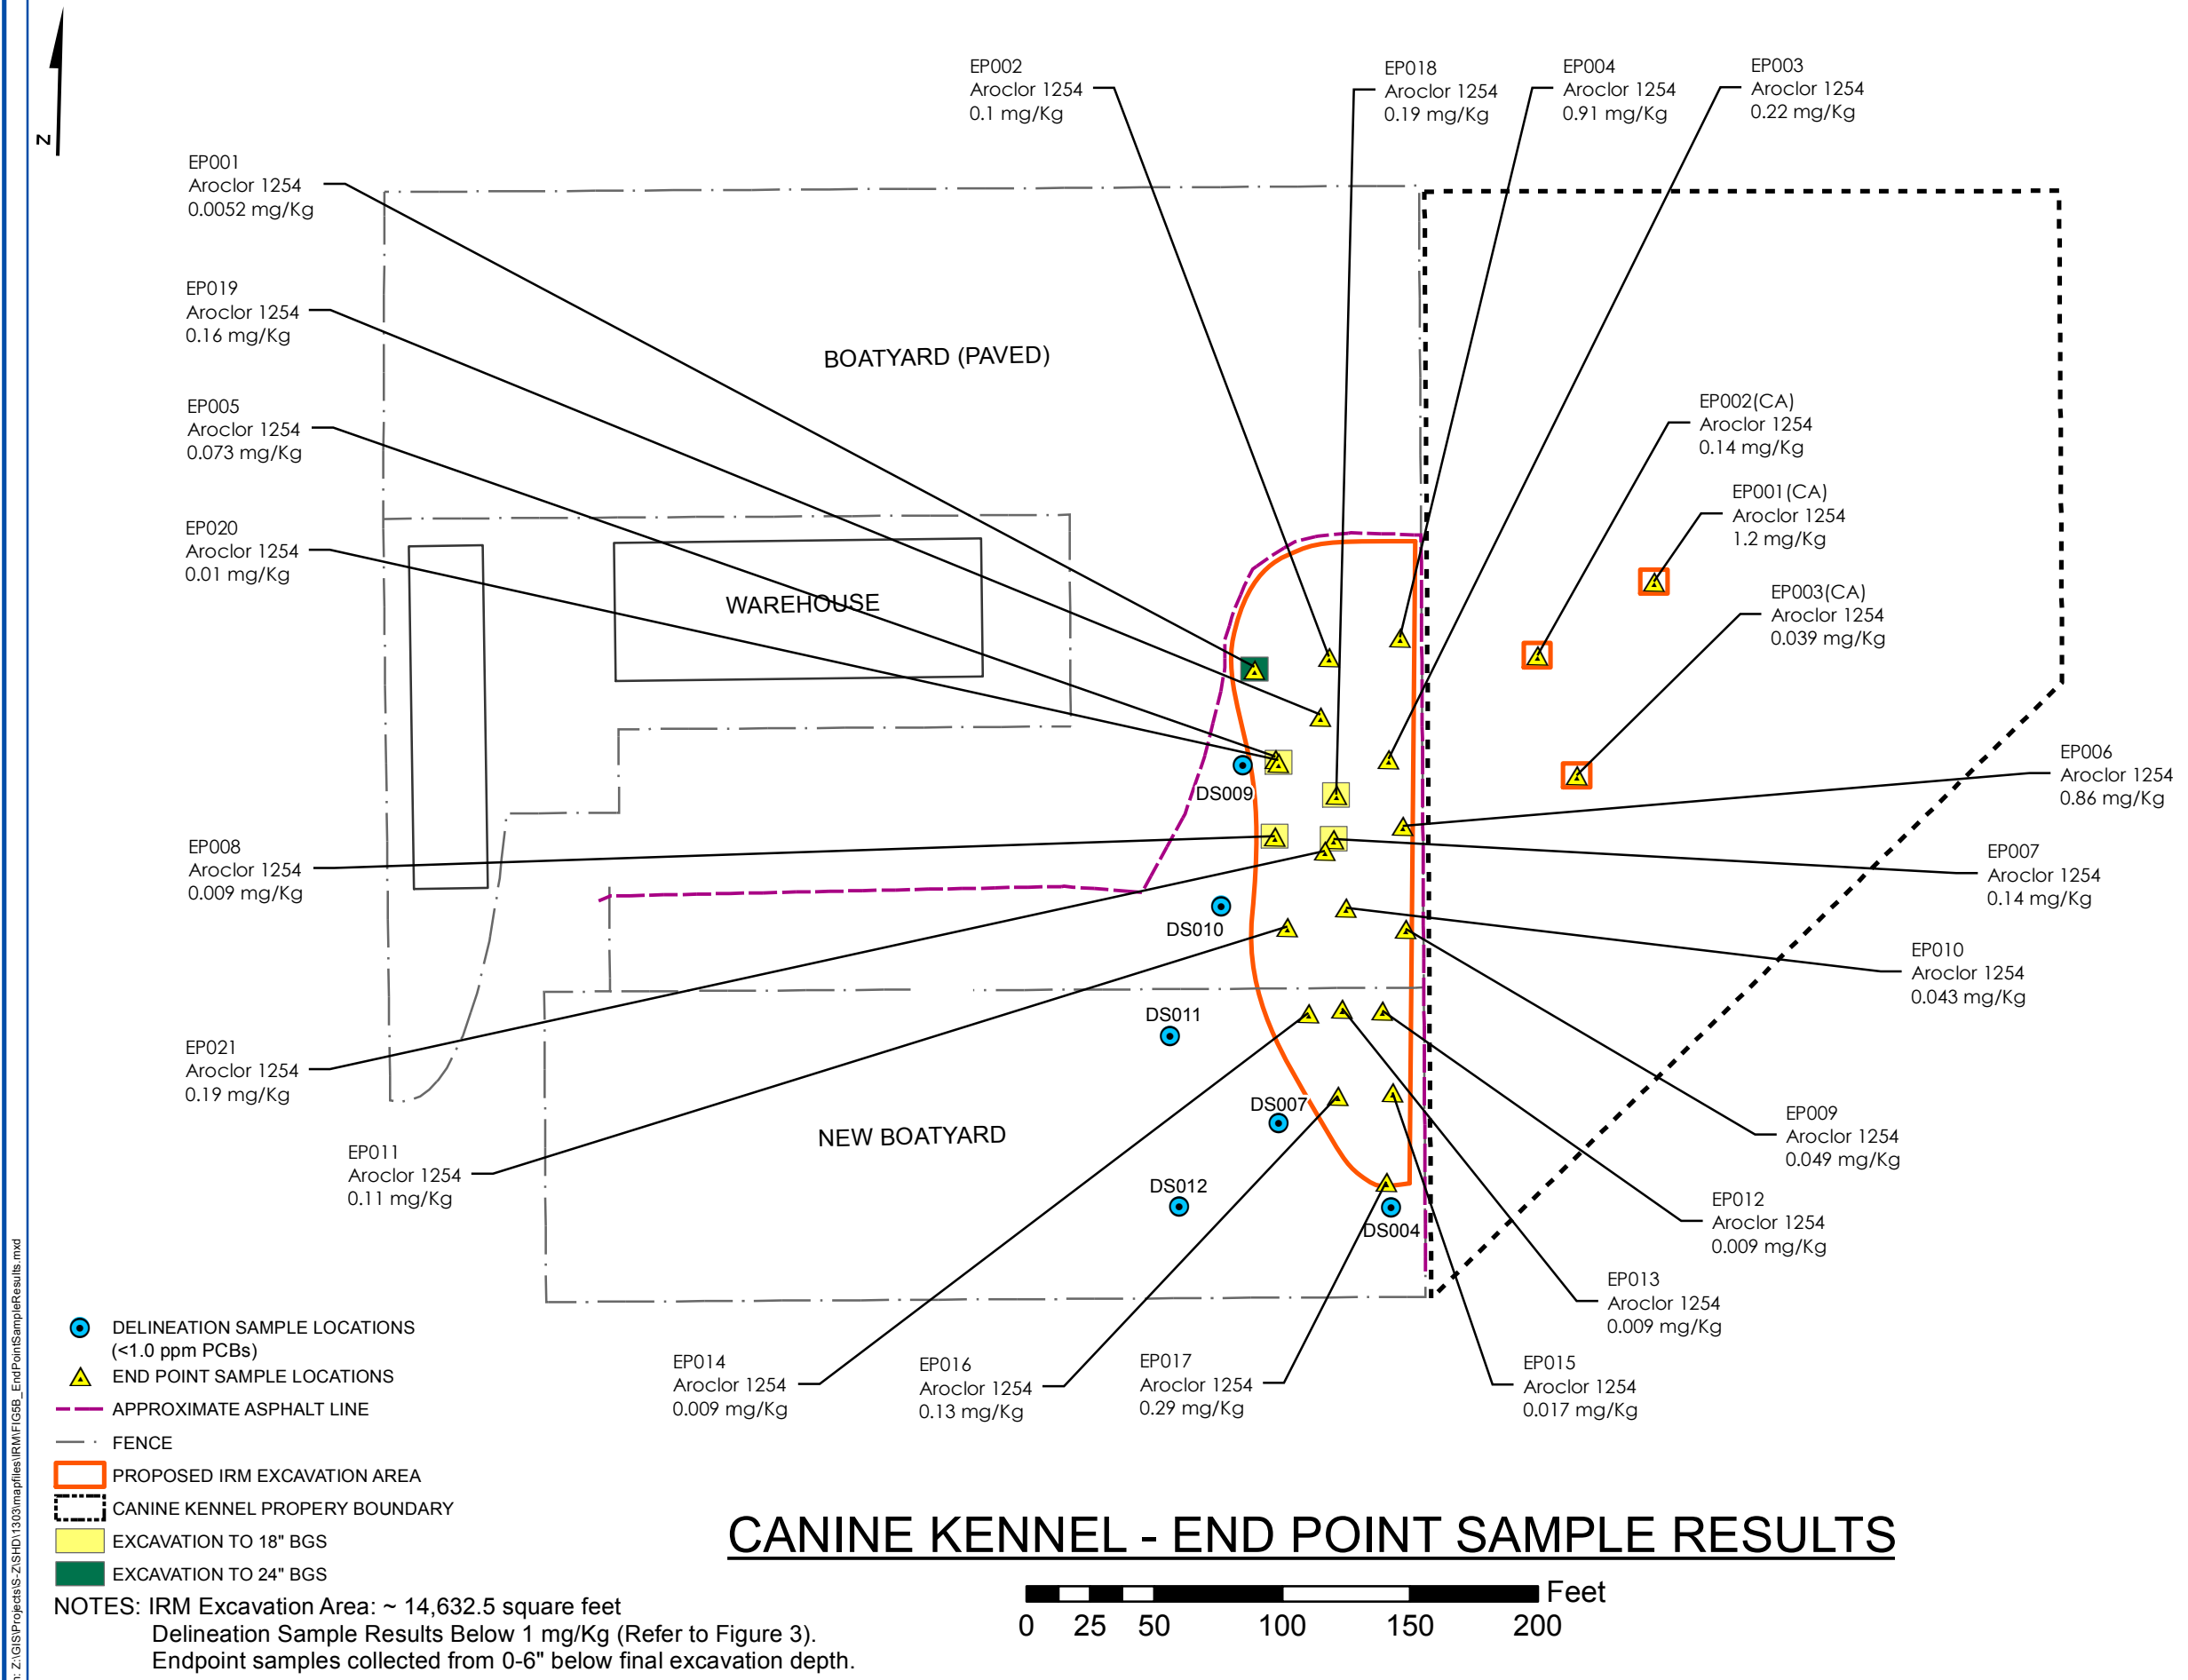 N
EP002
Aroclor 1254
0.1 mg/Kg
EP018
Aroclor 1254
0.19 mg/Kg
EP004
Aroclor 1254
0.91 mg/Kg
EP003
Aroclor 1254
0.22 mg/Kg
EP001
Aroclor 1254
0.0052 mg/Kg
EP019
Aroclor 1254
0.16 mg/Kg
BOATYARD (PAVED)
EP005
Aroclor 1254
0.073 mg/Kg
EP002(CA)
Aroclor 1254
0.14 mg/Kg
EP001(CA)
Aroclor 1254
1.2 mg/Kg
EP020
Aroclor 1254
0.01 mg/Kg
WAREHOUSE
EP003(CA)
Aroclor 1254
0.039 mg/Kg
EP006
Aroclor 1254
0.86 mg/Kg
DS009
EP008
Aroclor 1254
0.009 mg/Kg
EP007
Aroclor 1254
0.14 mg/Kg
DS010
EP010
Aroclor 1254
0.043 mg/Kg
DS011
EP021
Aroclor 1254
0.19 mg/Kg
DS007
EP009
Aroclor 1254
0.049 mg/Kg
NEW BOATYARD
EP011
Aroclor 1254
0.11 mg/Kg
DS012
DS004
EP012
Aroclor 1254
0.009 mg/Kg
EP013
Aroclor 1254
0.009 mg/Kg
EP014
Aroclor 1254
0.009 mg/Kg
EP016
Aroclor 1254
0.13 mg/Kg
EP017
Aroclor 1254
0.29 mg/Kg
EP015
Aroclor 1254
0.017 mg/Kg
DELINEATION SAMPLE LOCATIONS
(<1.0 ppm PCBs)
END POINT SAMPLE LOCATIONS
APPROXIMATE ASPHALT LINE
FENCE
PROPOSED IRM EXCAVATION AREA
CANINE KENNEL PROPERY BOUNDARY
EXCAVATION TO 18" BGS
EXCAVATION TO 24" BGS
CANINE KENNEL - END POINT SAMPLE RESULTS
Feet
0 25 50 100 150 200
NOTES: IRM Excavation Area: ~ 14,632.5 square feet
Delineation Sample Results Below 1 mg/Kg (Refer to Figure 3).
Endpoint samples collected from 0-6" below final excavation depth.
Z:\GIS\Projects\S-Z\SHD\1303\mapfiles\IRM\FIG5B_EndPointSampleResults.mxd